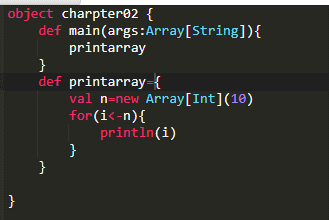 object charpter02 {
def main(args:Array[String]){
printarray
}
def printarray={
val n=new Array[Int](10)
for(i<-n){
println(i)
}
}
}